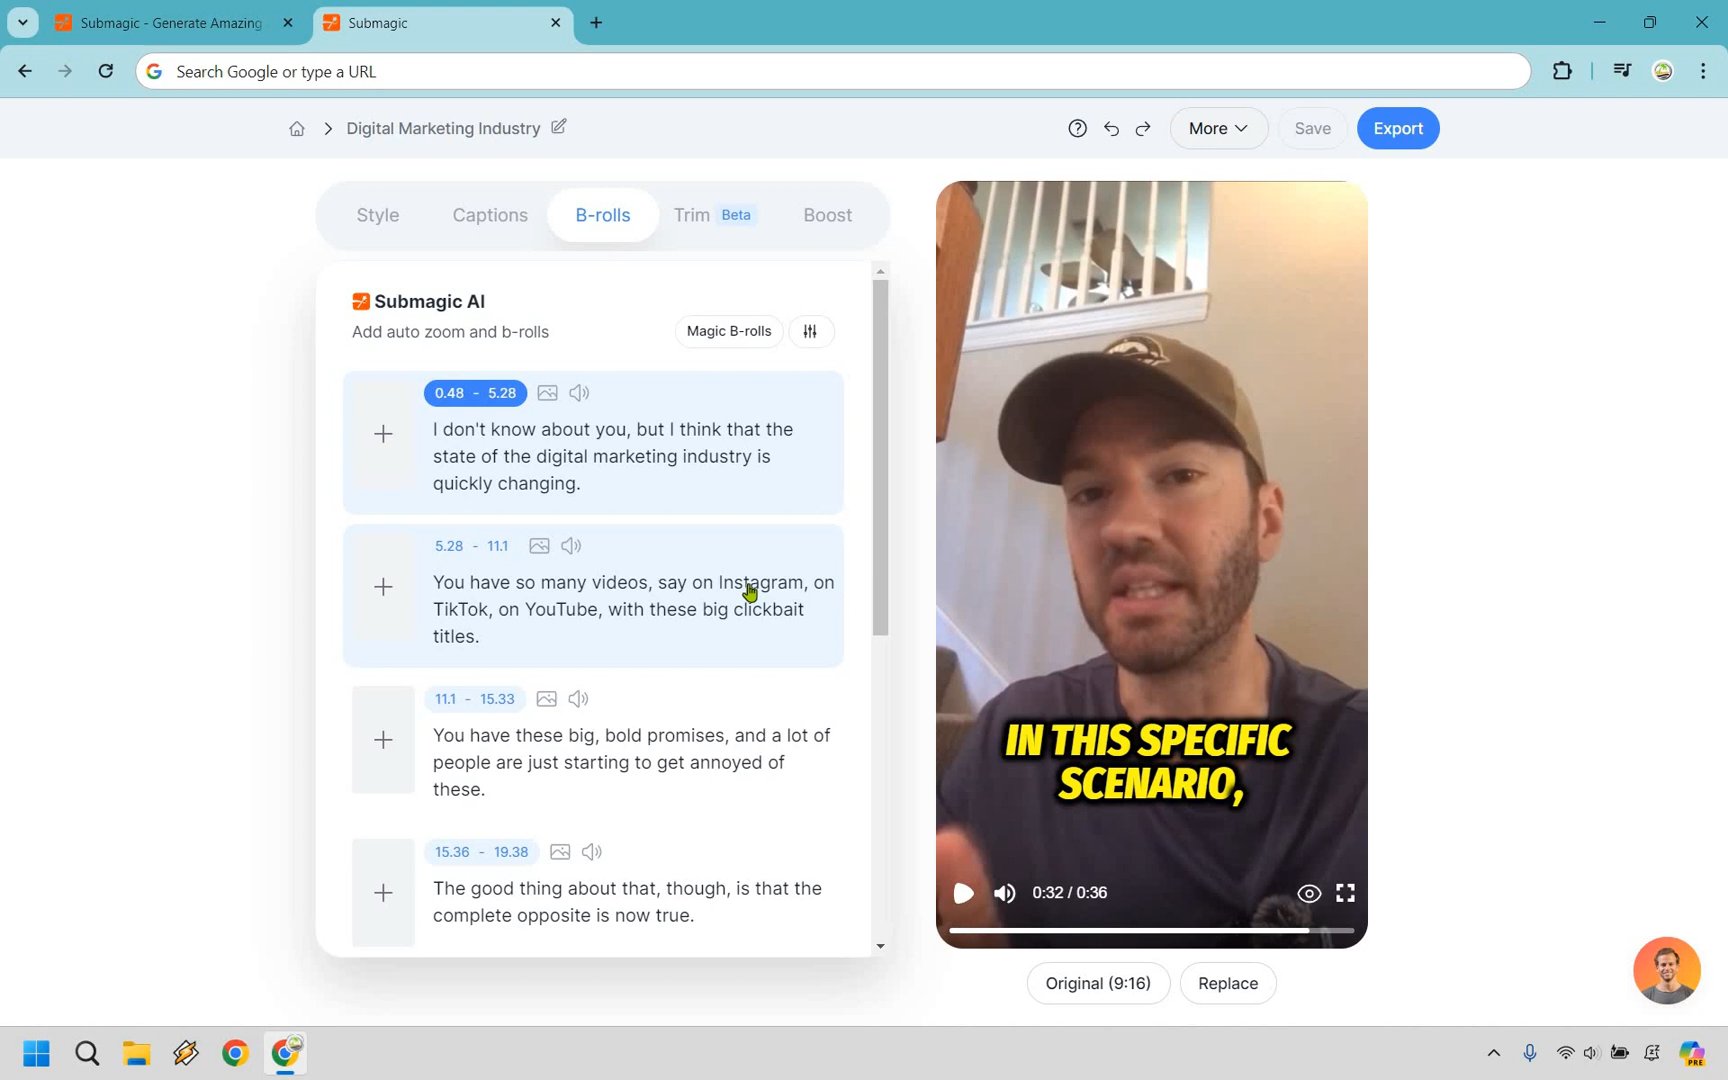 Submagic - Generate Amazing
Submagic
Search Google or type a URL
Digital Marketing Industry
More
Save
Export
Style
Captions
B-rolls
Trim
Beta
Boost
Submagic AI
Add auto zoom and b-rolls
Magic B-rolls
0.48 - 5.28
I don't know about you, but I think that the
state of the digital marketing industry is
quickly changing.
5.28 - 11.1
You have so many videos, say on Instagram, on
TikTok, on YouTube, with these big clickbait
titles.
11.1 - 15.33
You have these big, bold promises, and a lot of
people are just starting to get annoyed of
these.
15.36 - 19.38
The good thing about that, though, is that the
complete opposite is now true.
IN THIS SPECIFIC
SCENARIO,
0:32 / 0:36
Original (9:16)
Replace
PRE